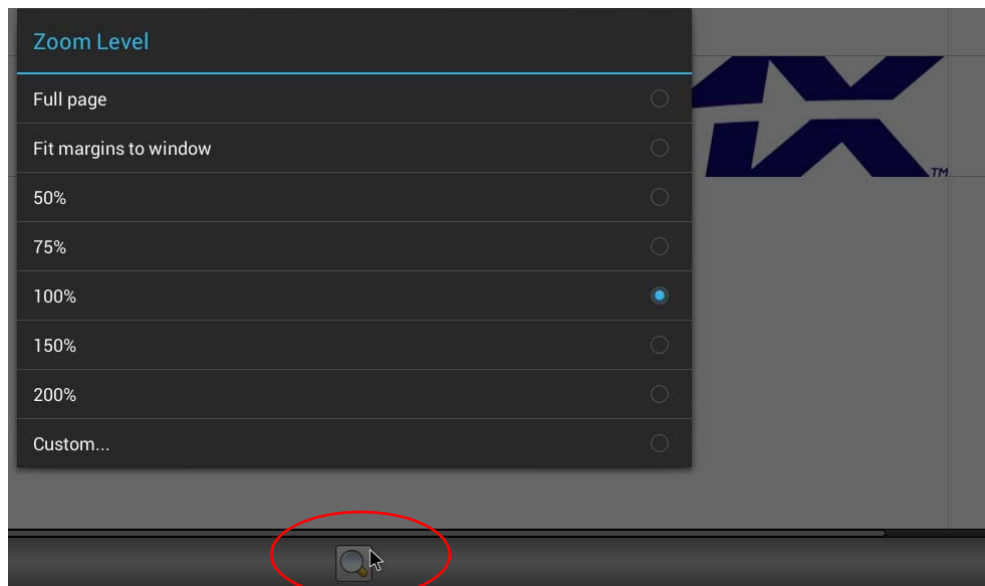 Zoom Level
Full page
Fit margins to window
50%
75%
100%
150%
200%
Custom...
TM